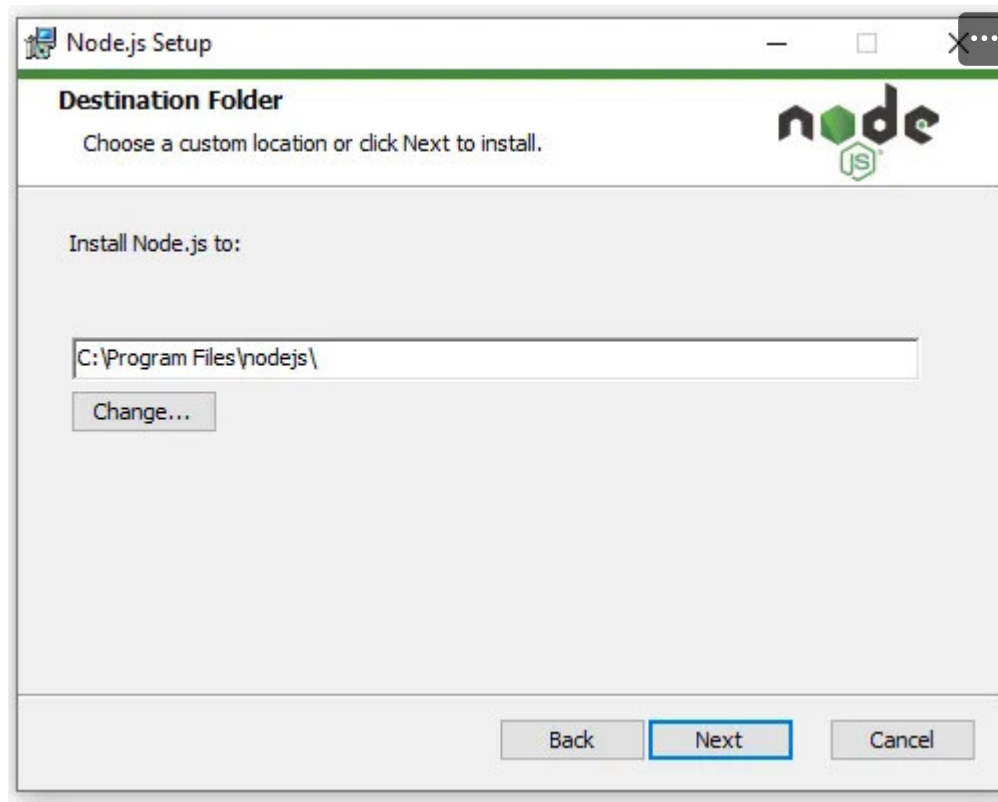 Node.js Setup
Destination Folder
Choose a custom location or click Next to install.
node
JS
Install Node.js to:
C:\Program Files\nodejs\
Change...
Back Next Cancel